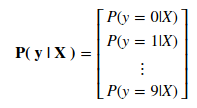 P(y = 0|X)
P(y = 1|X)
P( y | X ) =
⋮
P(y = 9|X)